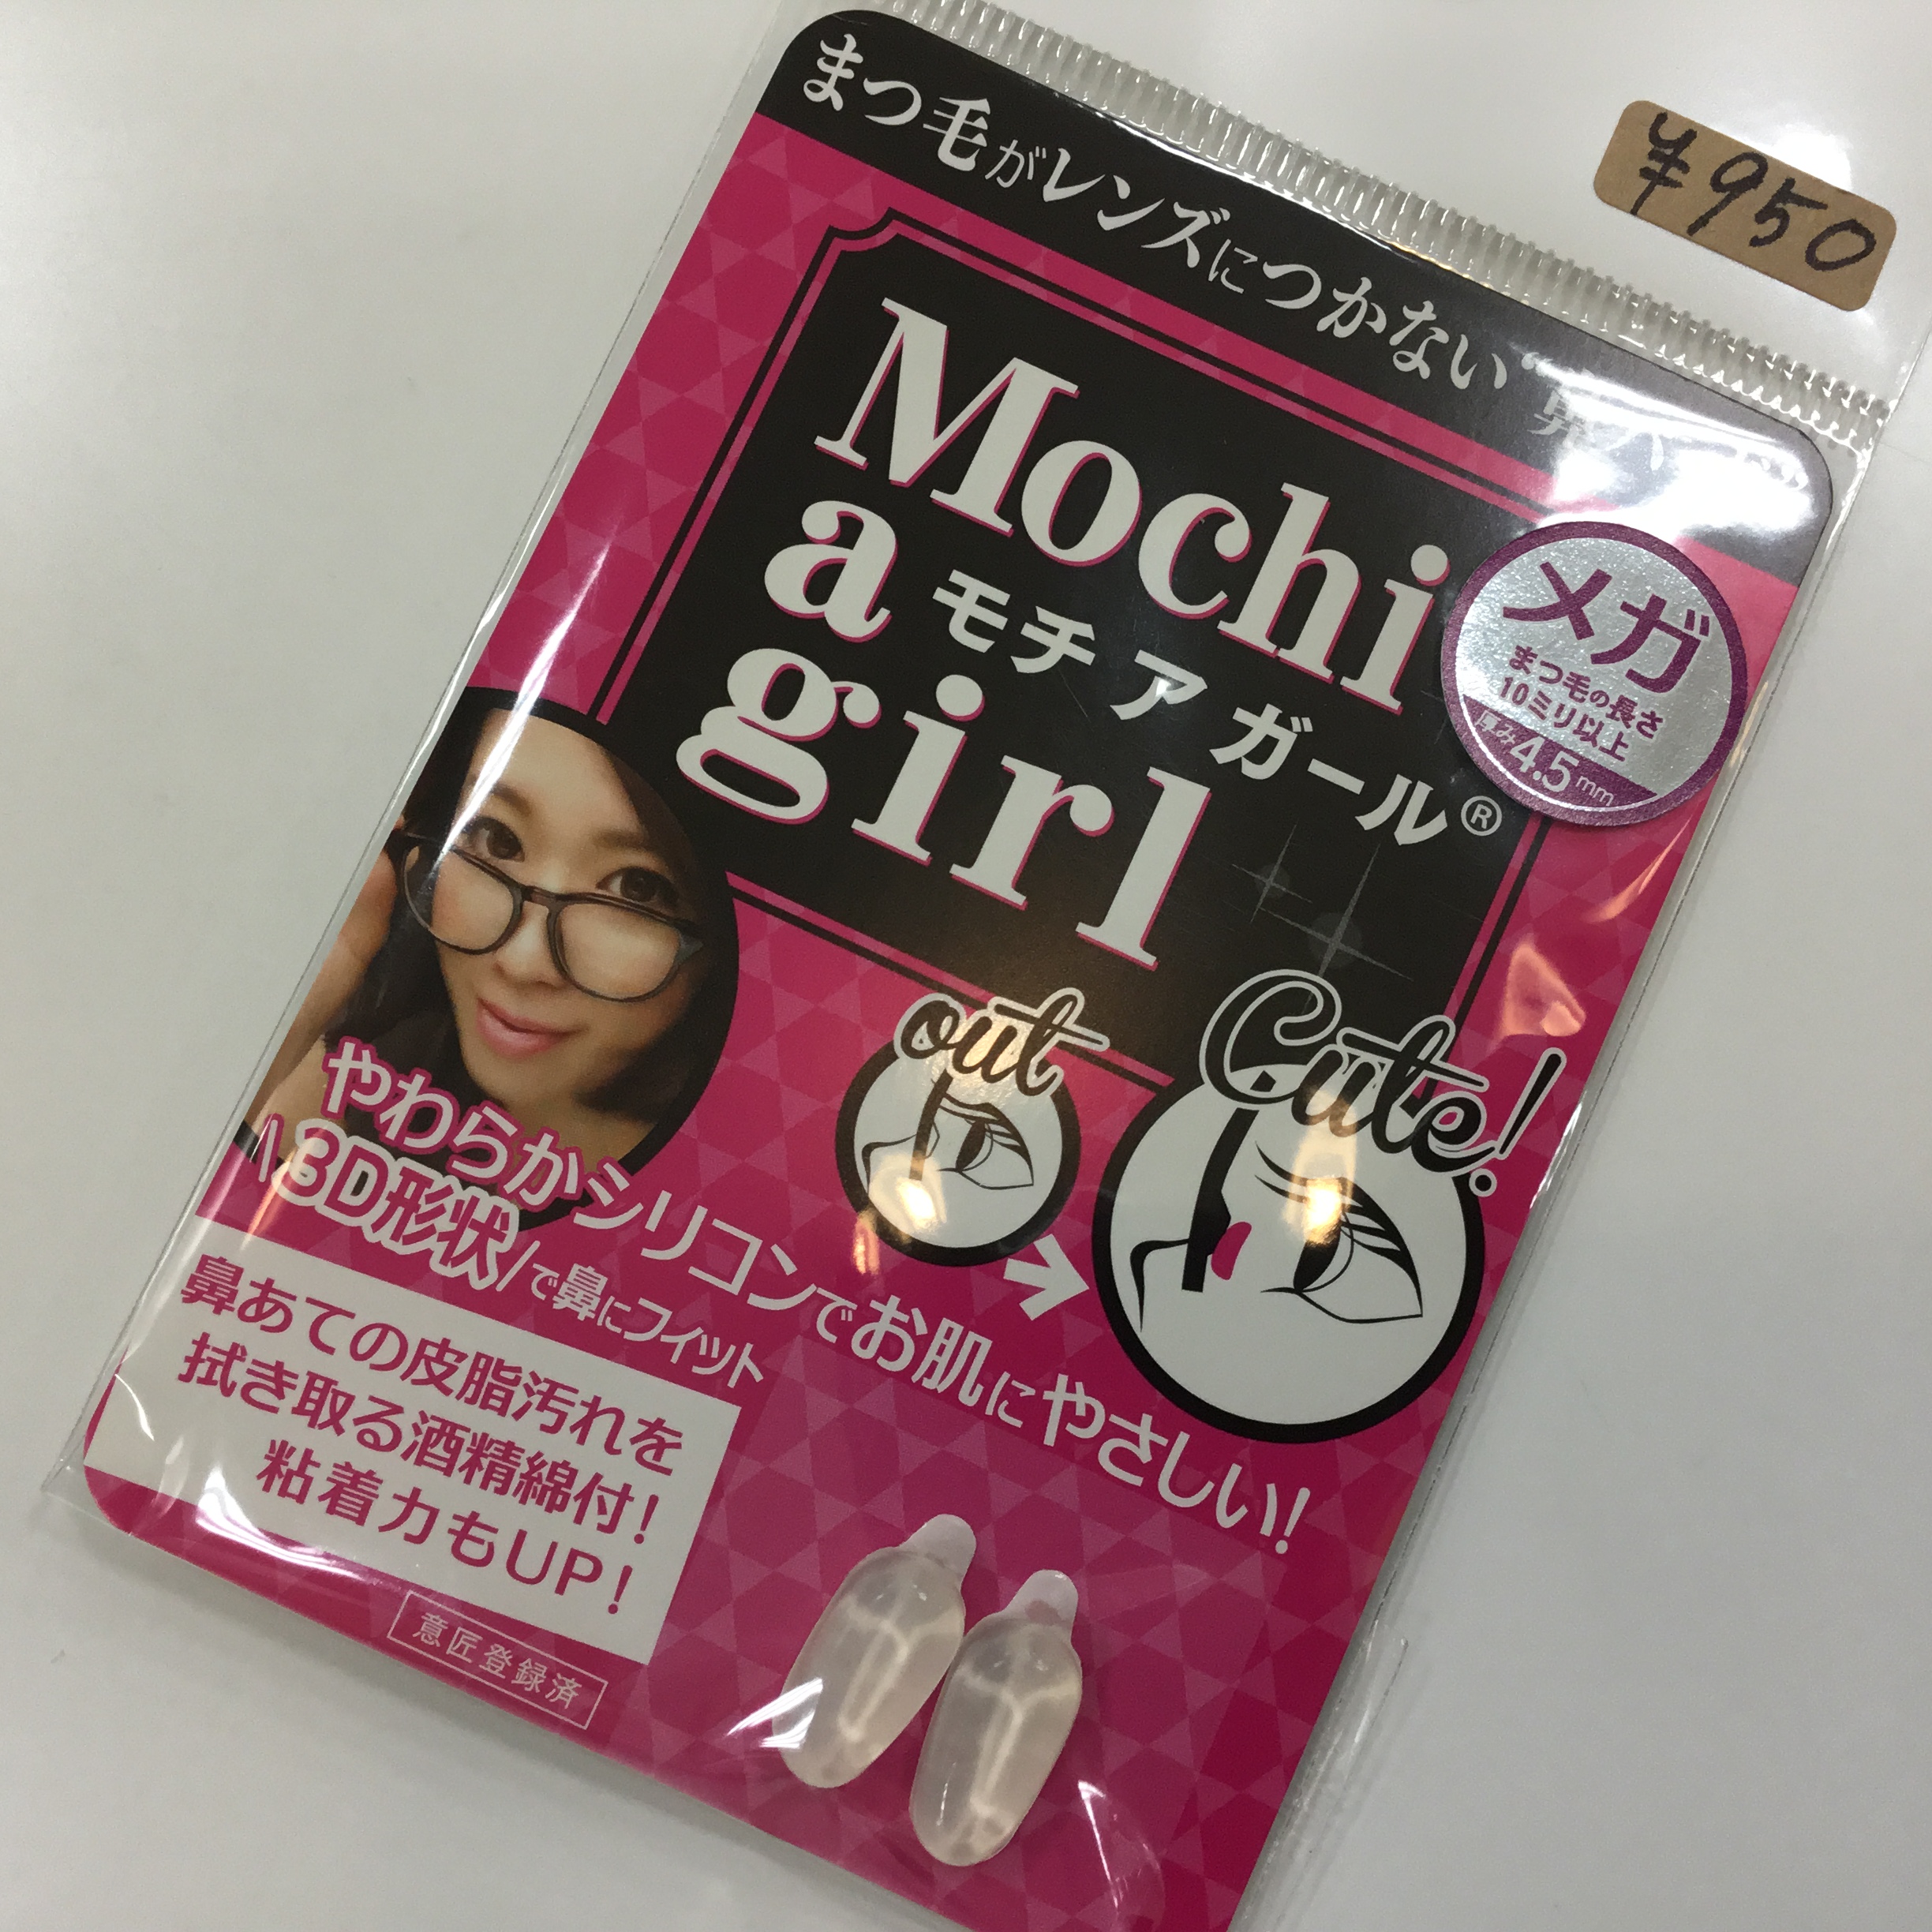 まつ毛がレンズにつかない"鼻パッド"
¥950
Mochi
a モチアガール®
girl
メガ
まつ毛の長さ
10ミリ以上
厚み4.5mm
out
Cute!
やわらかシリコンでお肌にやさしい!
\3D形状/で鼻にフィット
鼻あての皮脂汚れを
拭き取る酒精綿付!
粘着力もUP!
意匠登録済